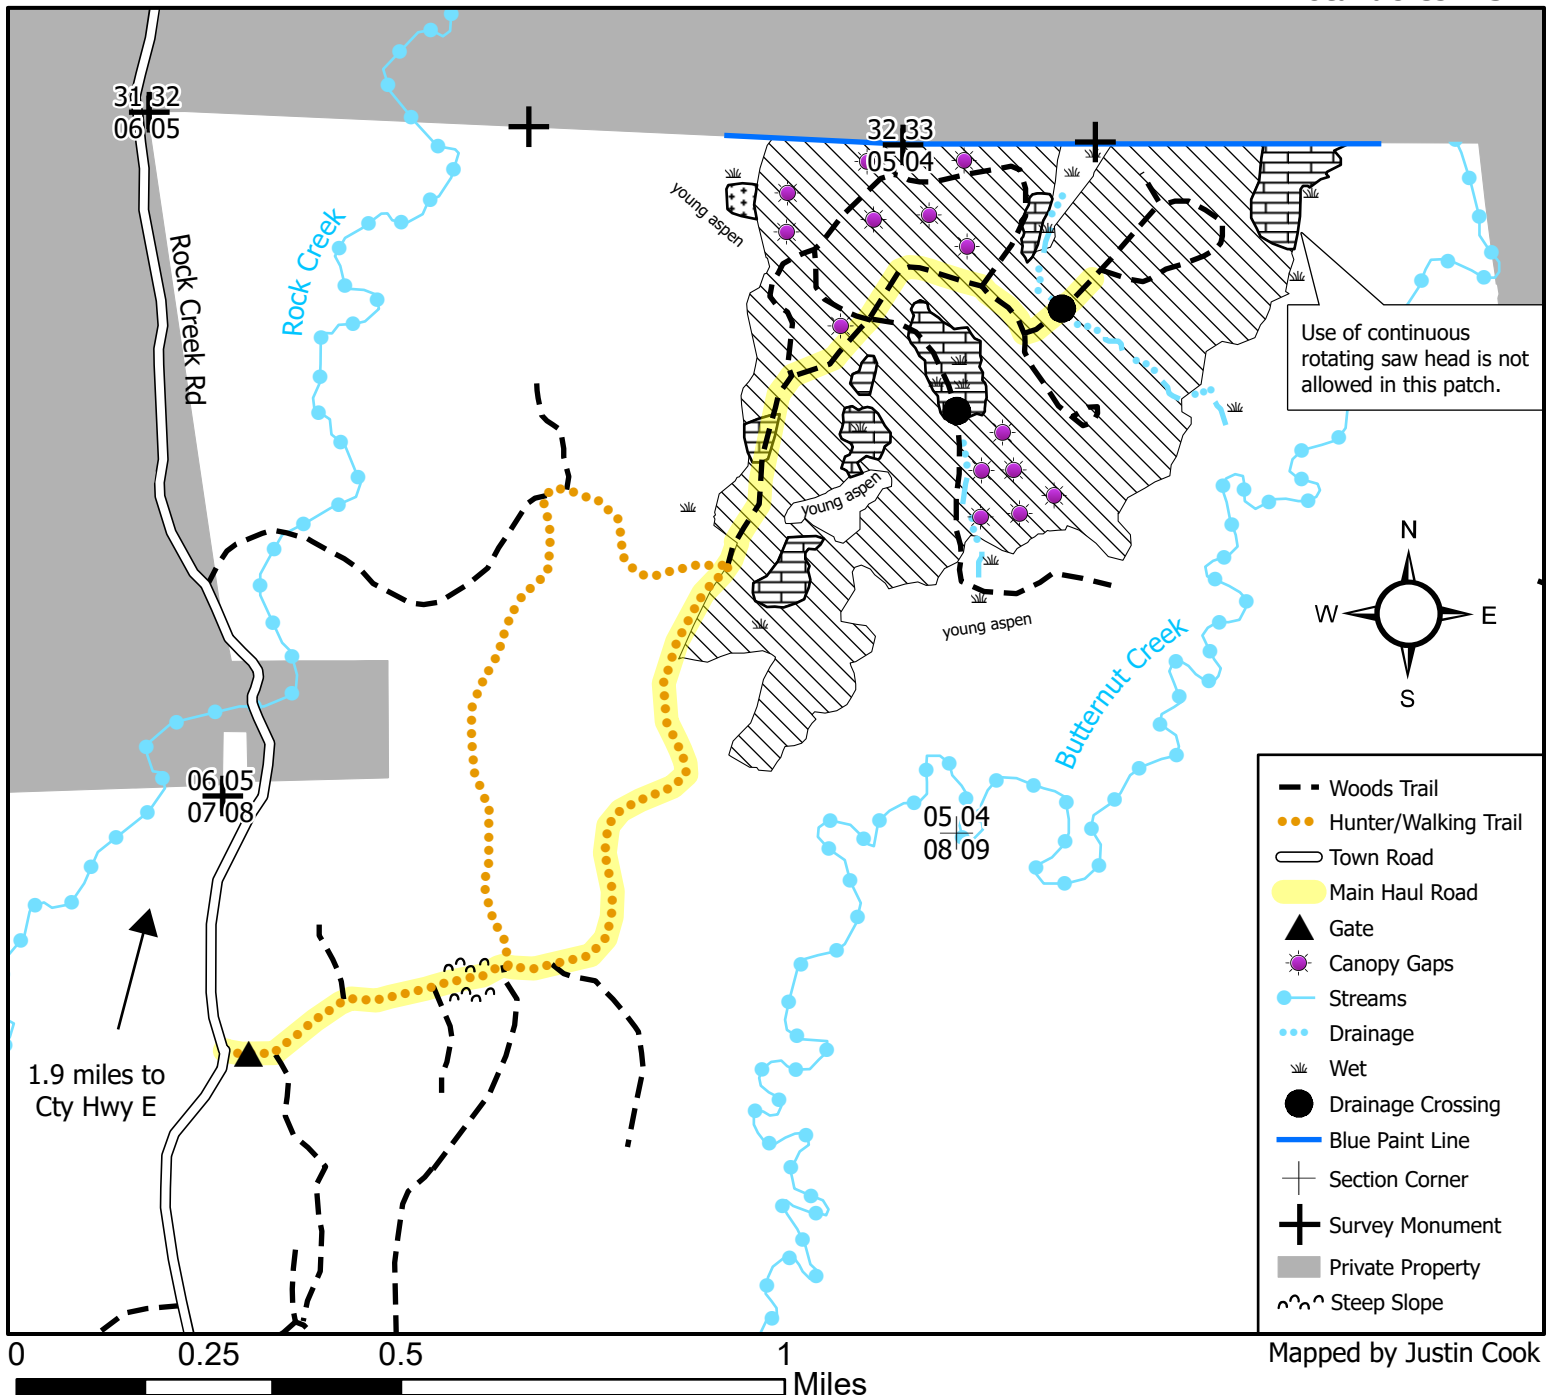 31 32
06 05
32 33
05 04
young aspen
Rock Creek
Rock Creek Rd
Use of continuous
rotating saw head is not
allowed in this patch.
young aspen
young aspen
N
W
E
S
Butternut Creek
06 05
07 08
05 04
08 09
1.9 miles to
Cty Hwy E
Woods Trail
Hunter/Walking Trail
Town Road
Main Haul Road
Gate
Canopy Gaps
Streams
Drainage
Wet
Drainage Crossing
Blue Paint Line
Section Corner
Survey Monument
Private Property
Steep Slope
0 0.25 0.5 1
Miles
Mapped by Justin Cook